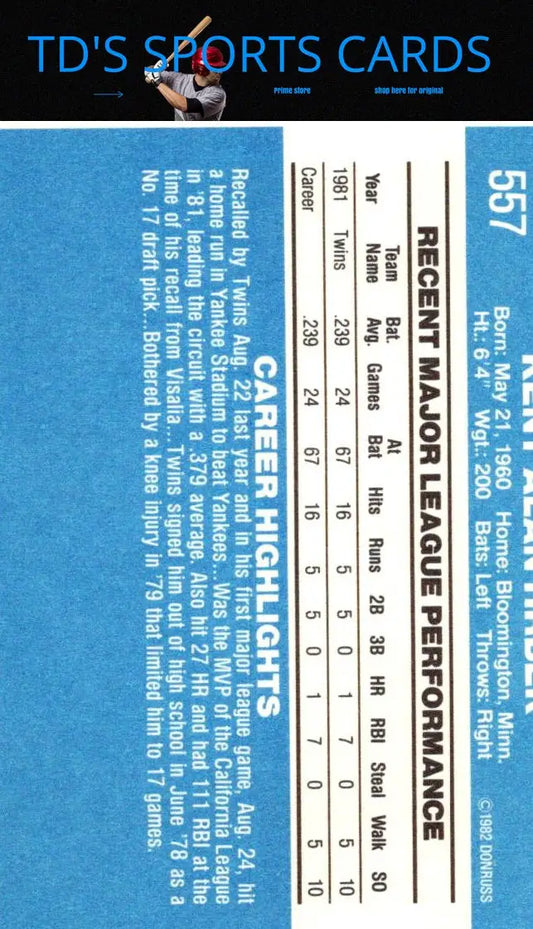 TD'S SPORTS CARDS
Prime store
shop here for original
557
KENT ALAN HRBEK
Born: May 21, 1960 Home: Bloomington, Minn.
Ht.: 6'4" Wgt.: 200 Bats: Left Throws: Right
©1982 DONRUSS
RECENT MAJOR LEAGUE PERFORMANCE
Year Team Name Bat. Avg. Games At Bat Hits Runs 2B 3B HR RBI Steal Walk SO
1981 Twins .239 24 67 16 5 5 0 1 7 0 5 10
Career .239 24 67 16 5 5 0 1 7 0 5 10
CAREER HIGHLIGHTS
Recalled by Twins Aug. 22 last year and in his first major league game, Aug. 24, hit
a home run in Yankee Stadium to beat Yankees...Was the MVP of the California League
in '81, leading the circuit with a .379 average. Also hit 27 HR and had 111 RBI at the
time of his recall from Visalia...Twins signed him out of high school in June '78 as a
No. 17 draft pick...Bothered by a knee injury in '79 that limited him to 17 games.